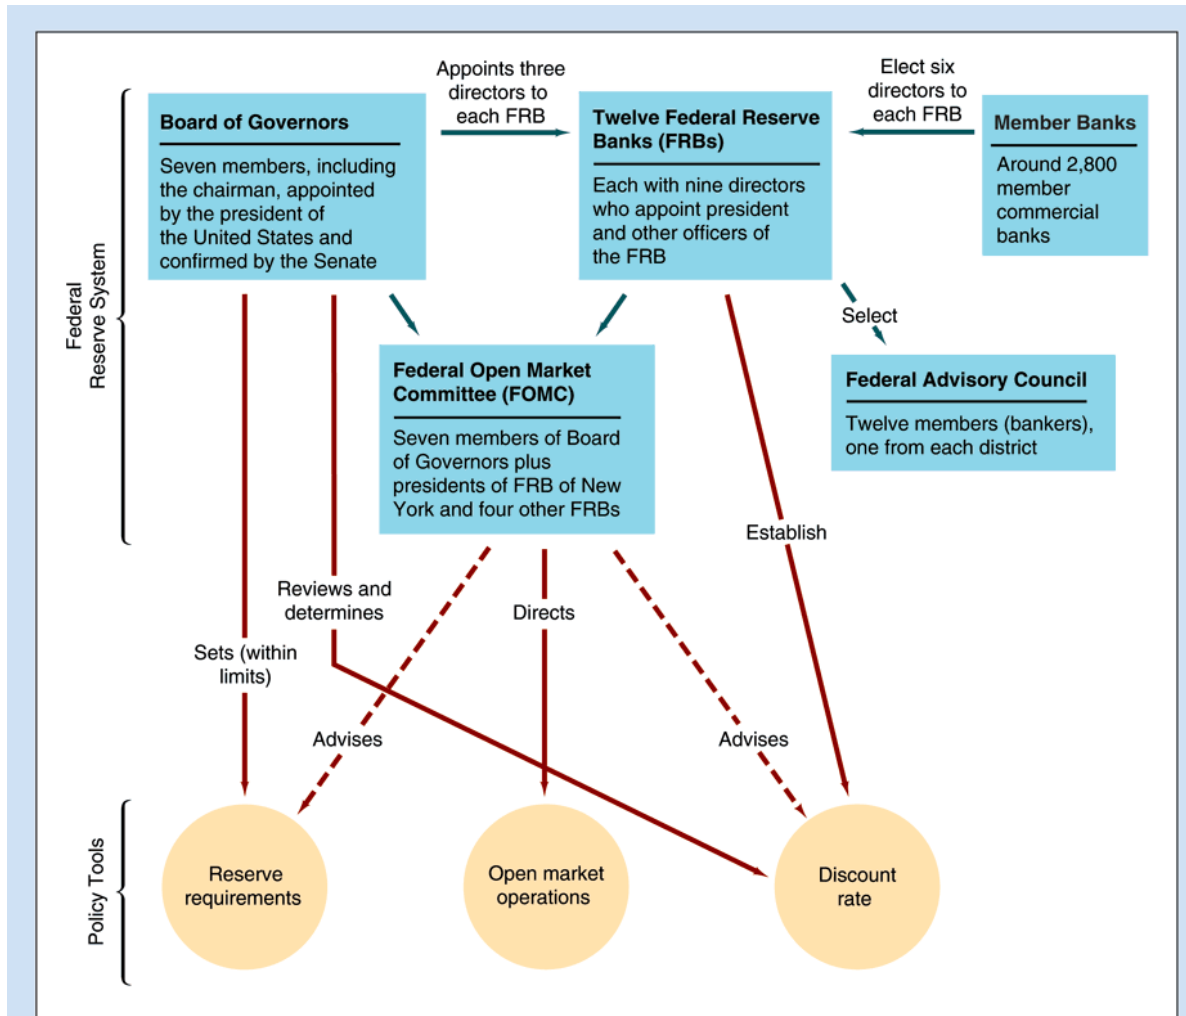 Appoints three
directors to
each FRB
Elect six
directors to
each FRB
Board of Governors
Seven members, including
the chairman, appointed
by the president of
the United States and
confirmed by the Senate
Twelve Federal Reserve
Banks (FRBs)
Each with nine directors
who appoint president
and other officers of
the FRB
Member Banks
Around 2,800
member
commercial
banks
Federal
Reserve System
Select
Federal Open Market
Committee (FOMC)
Seven members of Board
of Governors plus
presidents of FRB of New
York and four other FRBs
Federal Advisory Council
Twelve members (bankers),
one from each district
Establish
Reviews and
determines
Directs
Sets (within
limits)
Advises
Advises
Policy Tools
Reserve
requirements
Open market
operations
Discount
rate